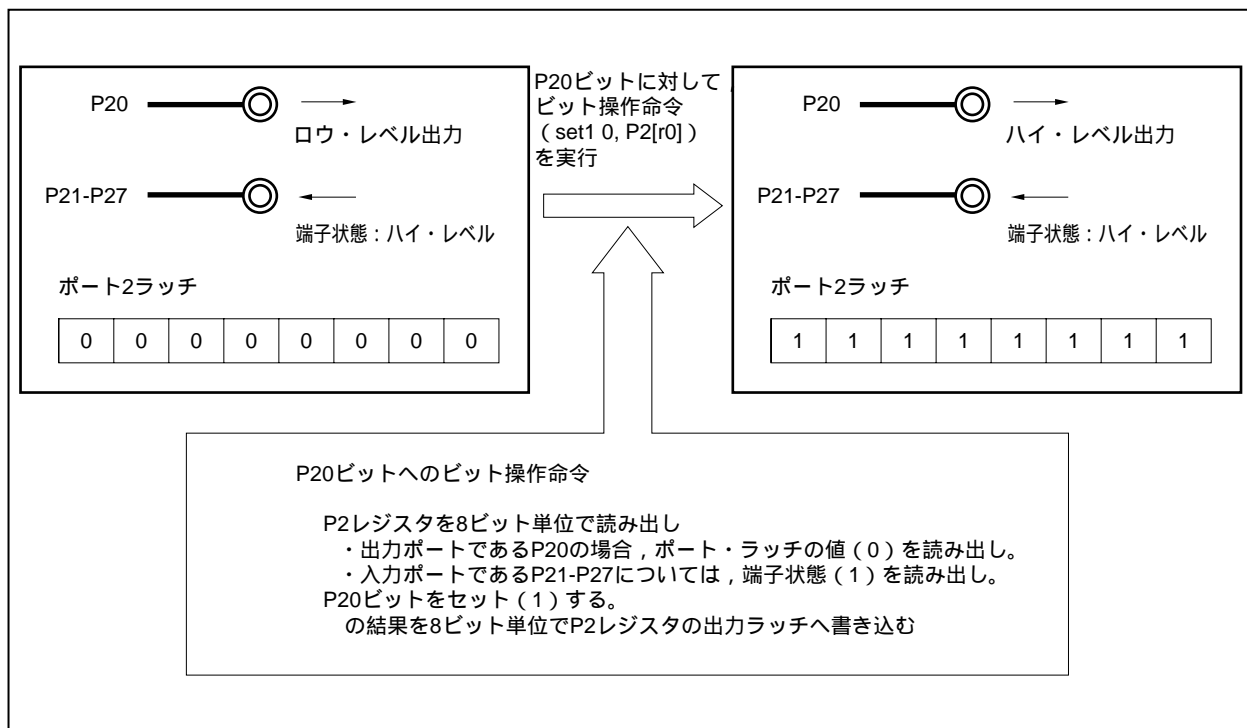 P20
ロウ・レベル出力
P21-P27
端子状態：ハイ・レベル
ポート2ラッチ
0 0 0 0 0 0 0 0
P20ビットに対して，
ビット操作命令
（set1 0, P2[r0]）
を実行
P20
ハイ・レベル出力
P21-P27
端子状態：ハイ・レベル
ポート2ラッチ
1 1 1 1 1 1 1 1
P20ビットへのビット操作命令
P2レジスタを8ビット単位で読み出し
・出力ポートであるP20の場合，ポート・ラッチの値（0）を読み出し。
・入力ポートであるP21-P27については，端子状態（1）を読み出し。
P20ビットをセット（1）する。
の結果を8ビット単位でP2レジスタの出力ラッチへ書き込む